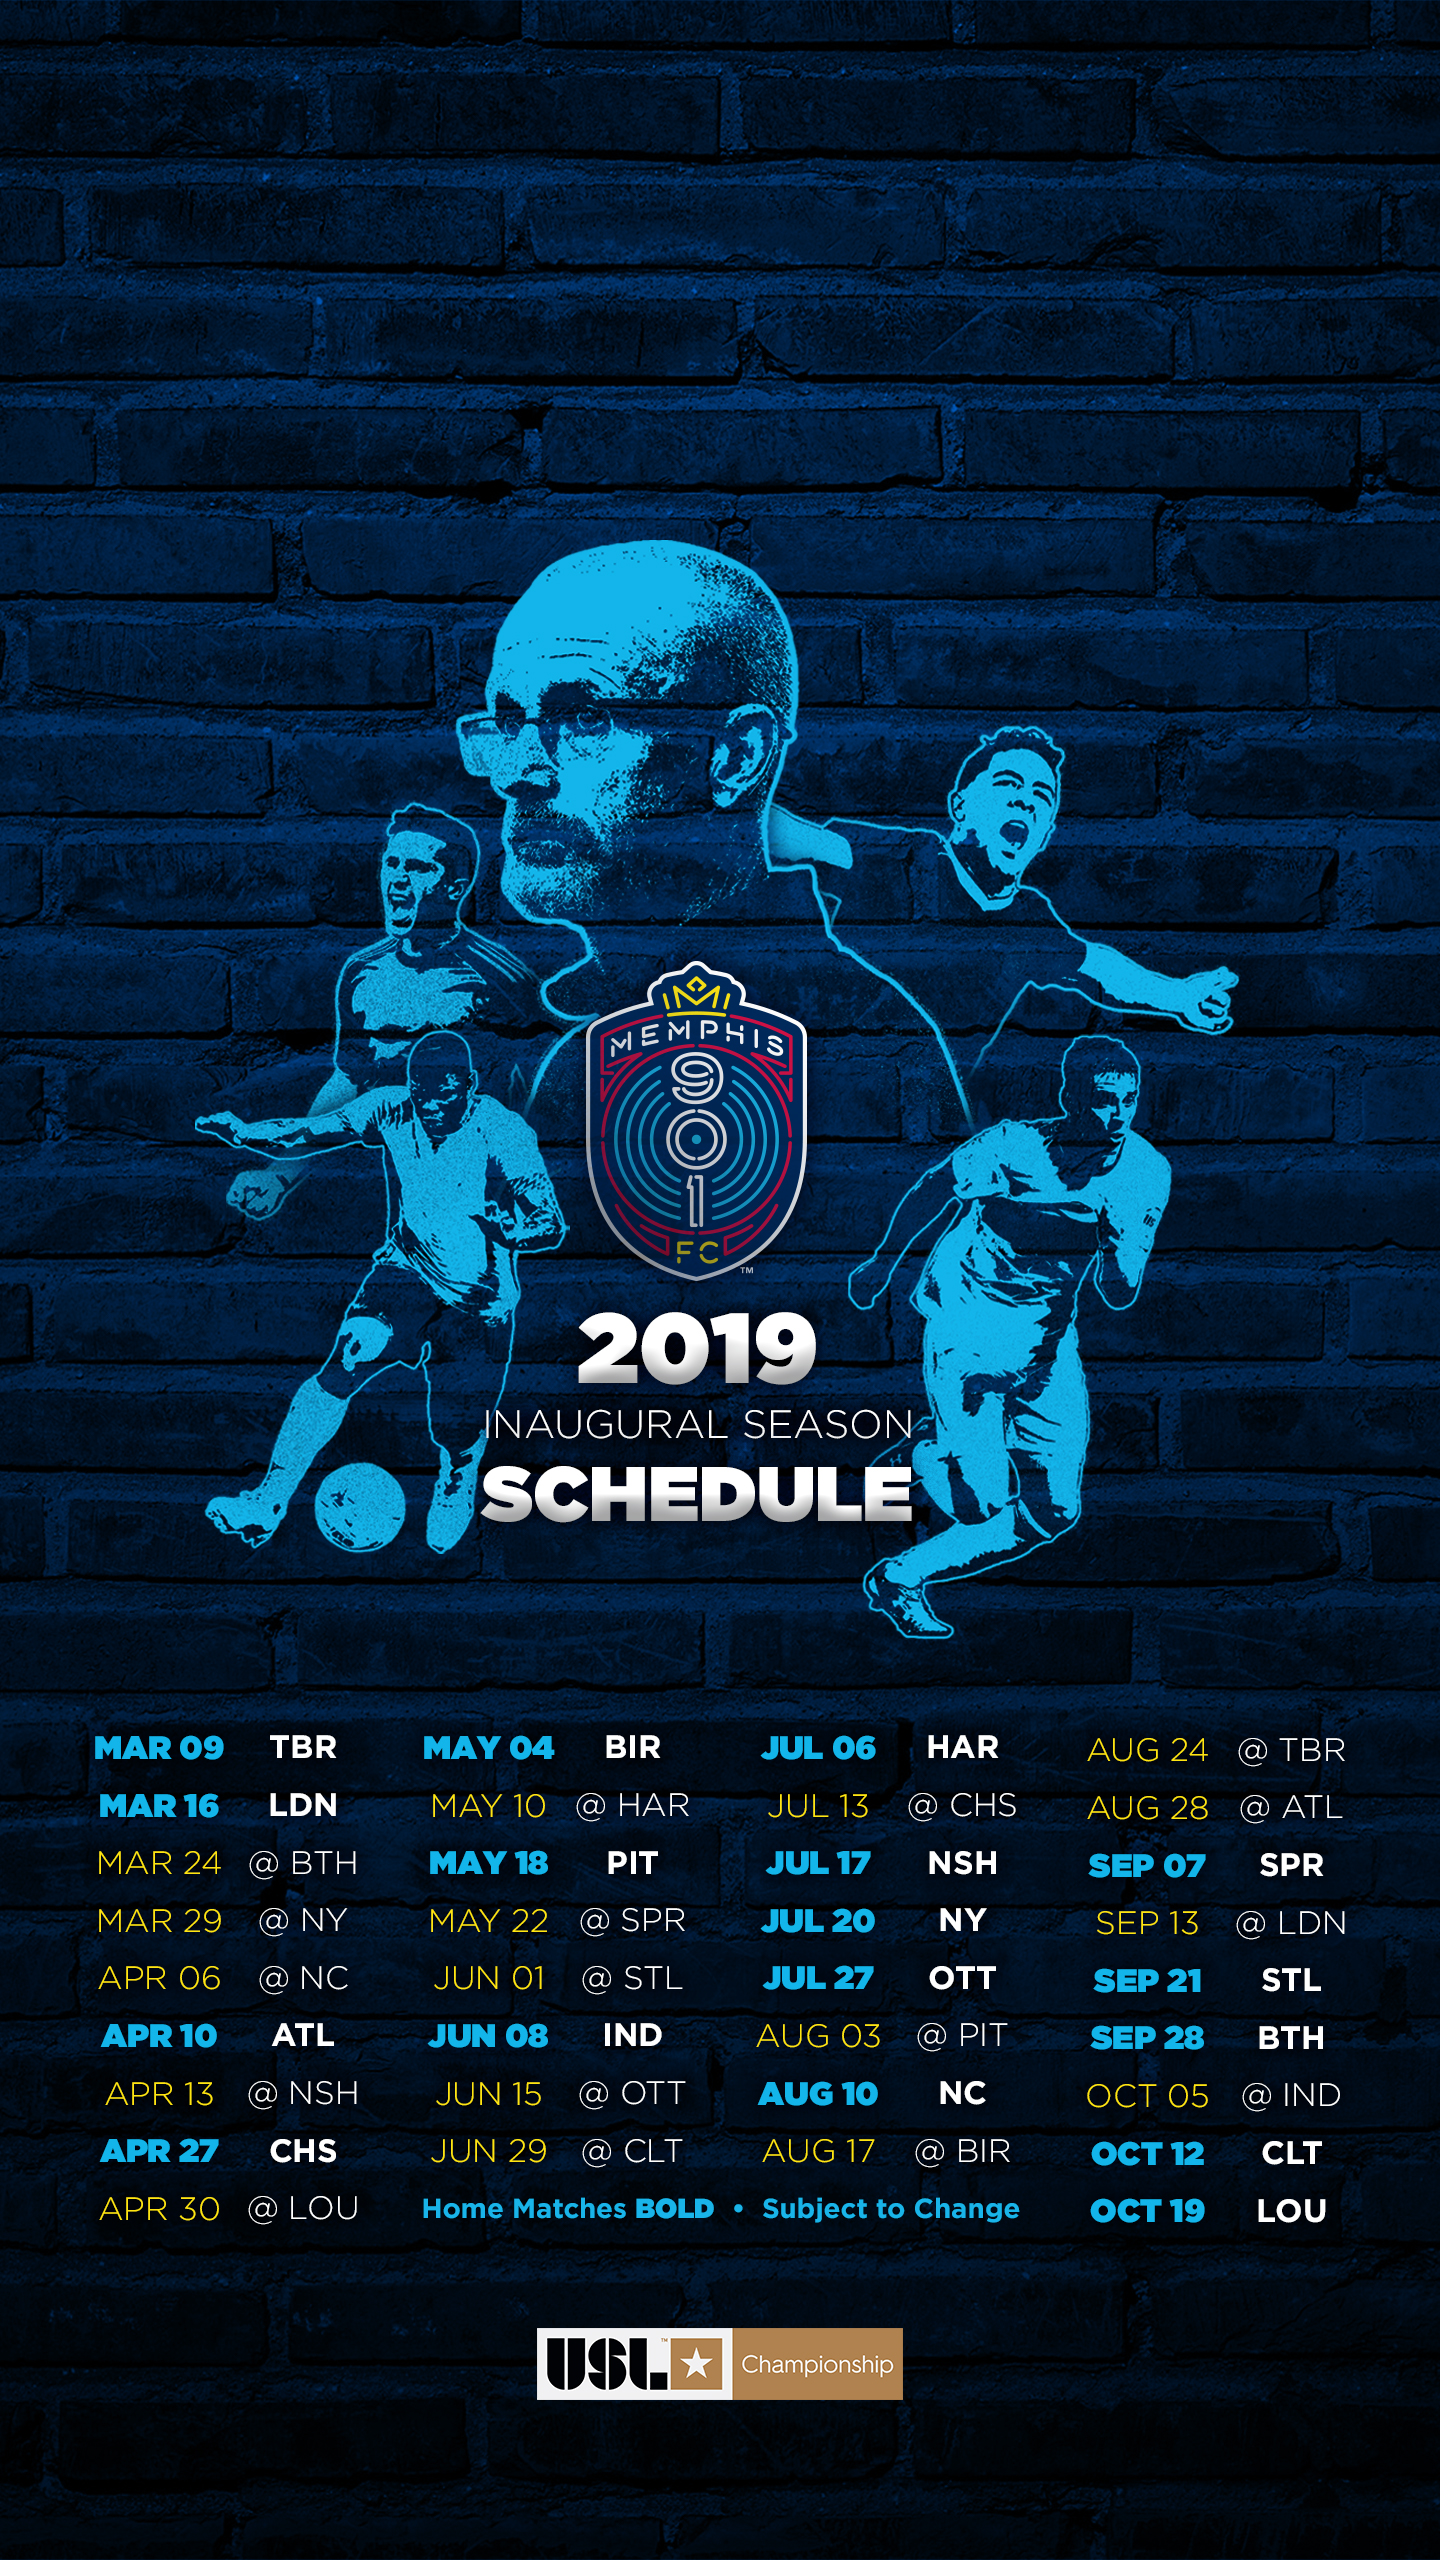 MEMPHIS
901
FC
™
2019
INAUGURAL SEASON
SCHEDULE
MAR 09 TBR
MAR 16 LDN
MAR 24 @ BTH
MAR 29 @ NY
APR 06 @ NC
APR 10 ATL
APR 13 @ NSH
APR 27 CHS
APR 30 @ LOU
MAY 04 BIR
MAY 10 @ HAR
MAY 18 PIT
MAY 22 @ SPR
JUN 01 @ STL
JUN 08 IND
JUN 15 @ OTT
JUN 29 @ CLT
JUL 06 HAR
JUL 13 @ CHS
JUL 17 NSH
JUL 20 NY
JUL 27 OTT
AUG 03 @ PIT
AUG 10 NC
AUG 17 @ BIR
AUG 24 @ TBR
AUG 28 @ ATL
SEP 07 SPR
SEP 13 @ LDN
SEP 21 STL
SEP 28 BTH
OCT 05 @ IND
OCT 12 CLT
OCT 19 LOU
Home Matches BOLD • Subject to Change
USL™ Championship